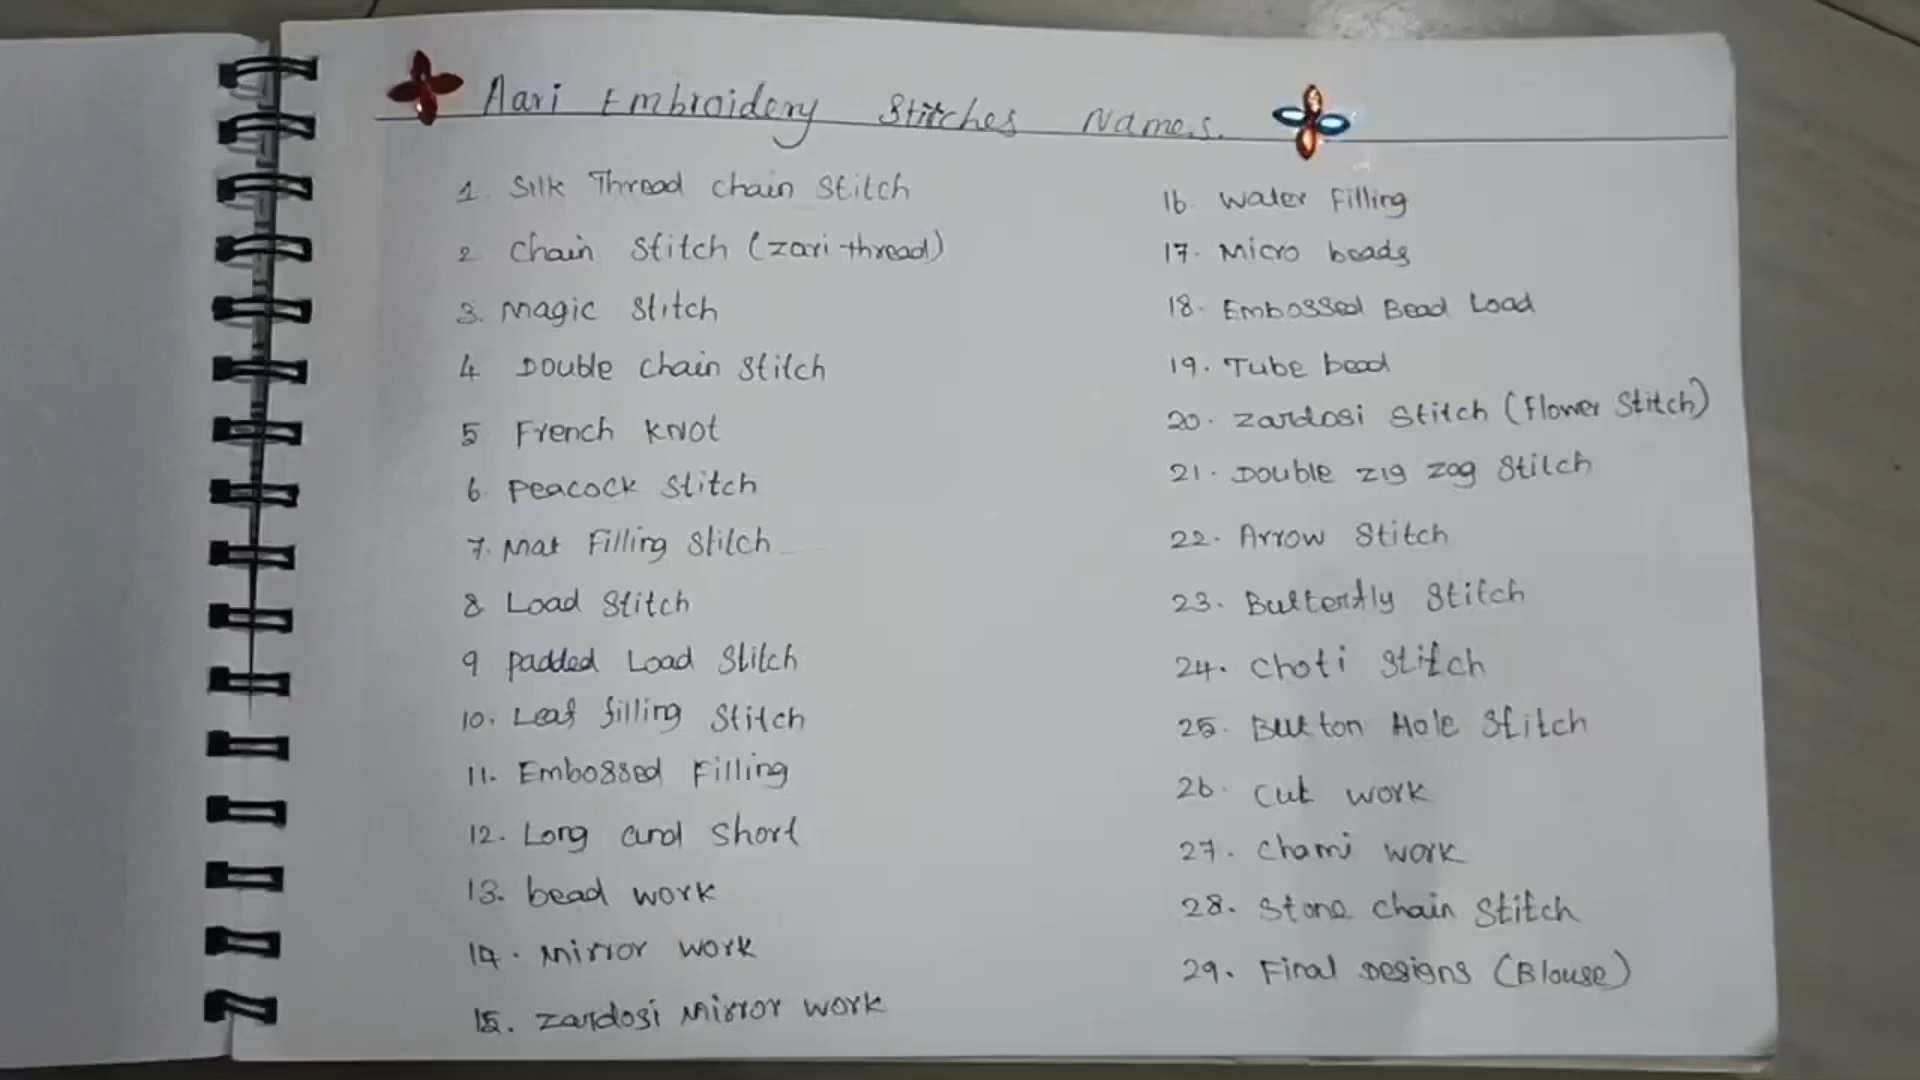 Aari Embroidery Stitches Names.
1. Silk Thread chain Stitch
2. Chain Stitch (zari thread)
3. Magic Stitch
4 Double chain Stitch
5 French Knot
6. Peacock Stitch
7. Mat Filling Stitch
8 Load Stitch
9 padded Load Stitch
10. Leaf filling Stitch
11. Embossed Filling
12. Long and Short
13. bead work
14. Mirror work
15. Zardosi Mirror work
16. Water Filling
17. Micro beads
18. Embossed Bead Load
19. Tube bead
20. Zardosi Stitch (Flower Stitch)
21. Double zig zag Stitch
22. Arrow Stitch
23. Butterfly Stitch
24. Choti Stitch
25. Button Hole Stitch
26. Cut work
27. Chami work
28. Stone chain Stitch
29. Final Designs (Blouse)